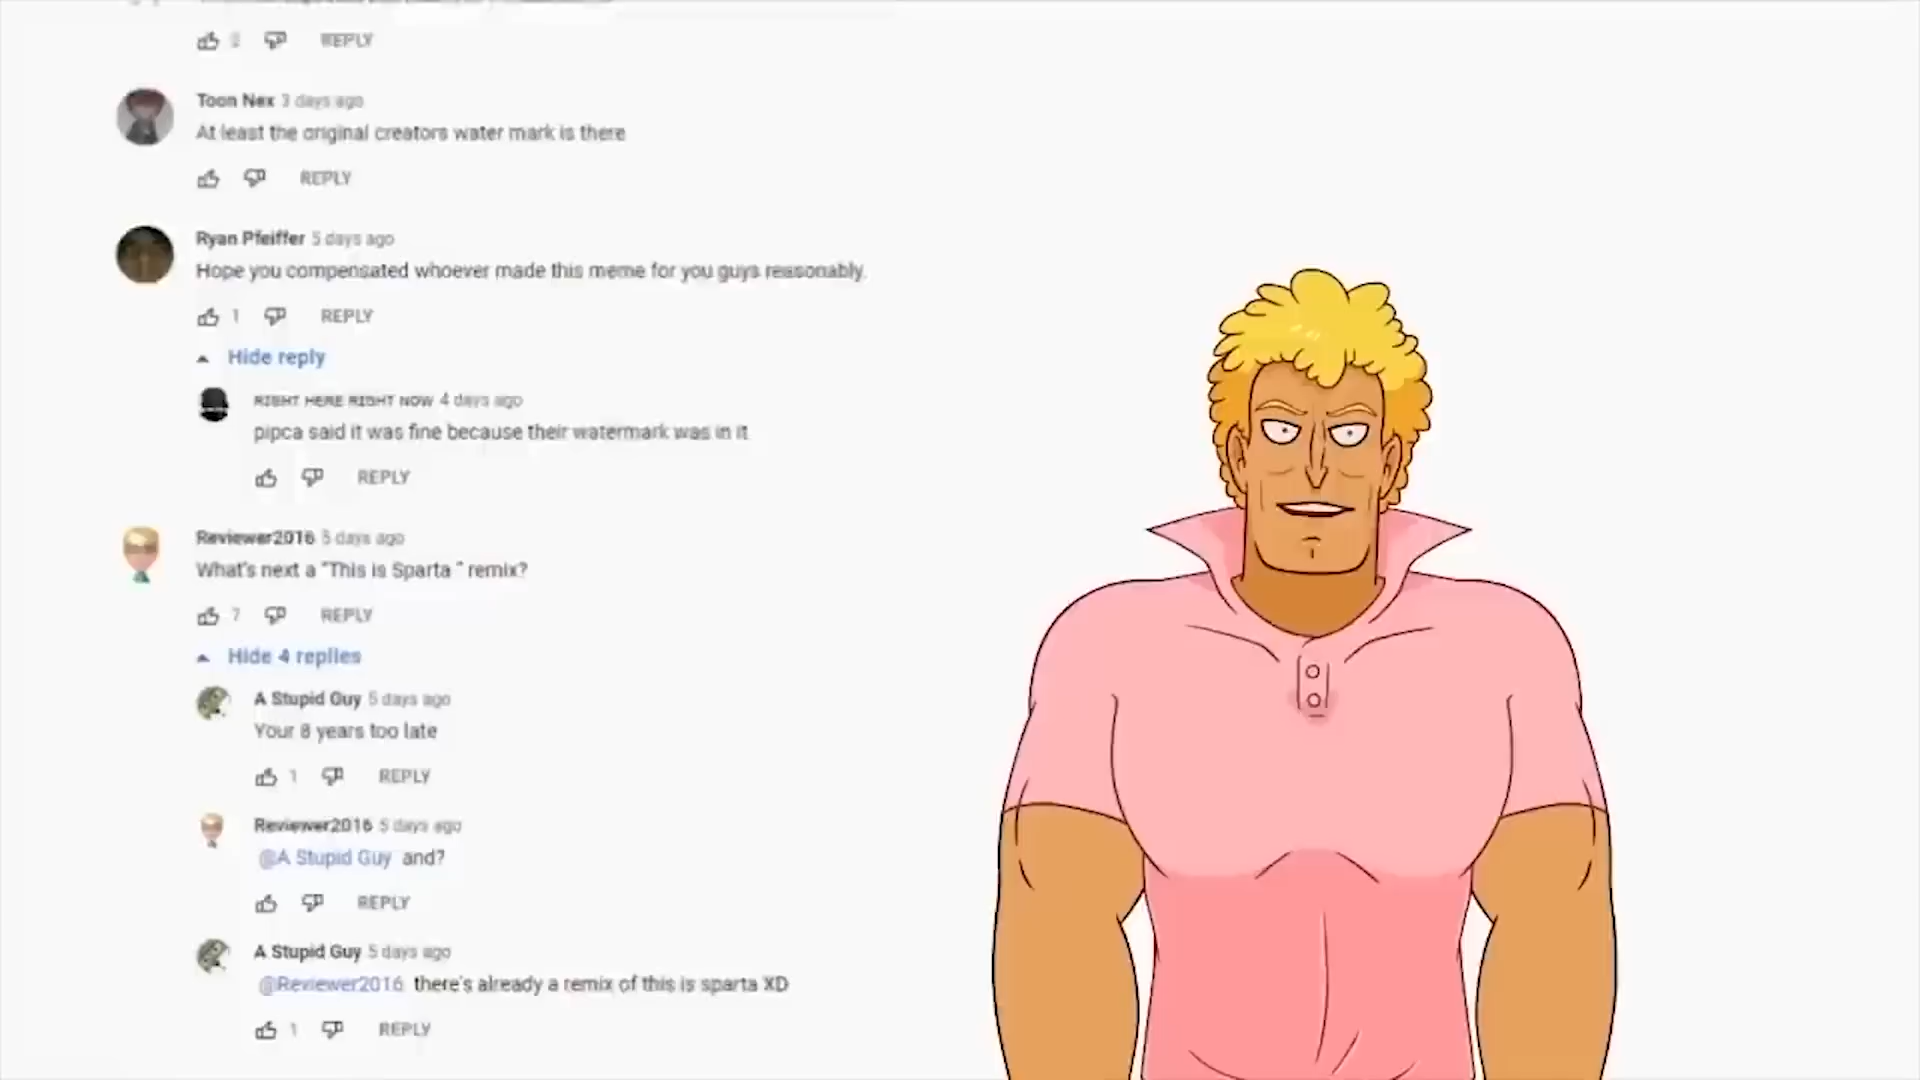 REPLY
Toon Nex 3 days ago
At least the original creators water mark is there
REPLY
Ryan Pfeiffer 5 days ago
Hope you compensated whoever made this meme for you guys reasonably.
1 REPLY
Hide reply
RIGHT HERE RIGHT NOW 4 days ago
pipca said it was fine because their watermark was in it
REPLY
Reviewer2016 5 days ago
What's next a "This is Sparta " remix?
7 REPLY
Hide 4 replies
A Stupid Guy 5 days ago
Your 8 years too late
1 REPLY
Reviewer2016 5 days ago
@A Stupid Guy and?
REPLY
A Stupid Guy 5 days ago
@Reviewer2016 there's already a remix of this is sparta XD
1 REPLY